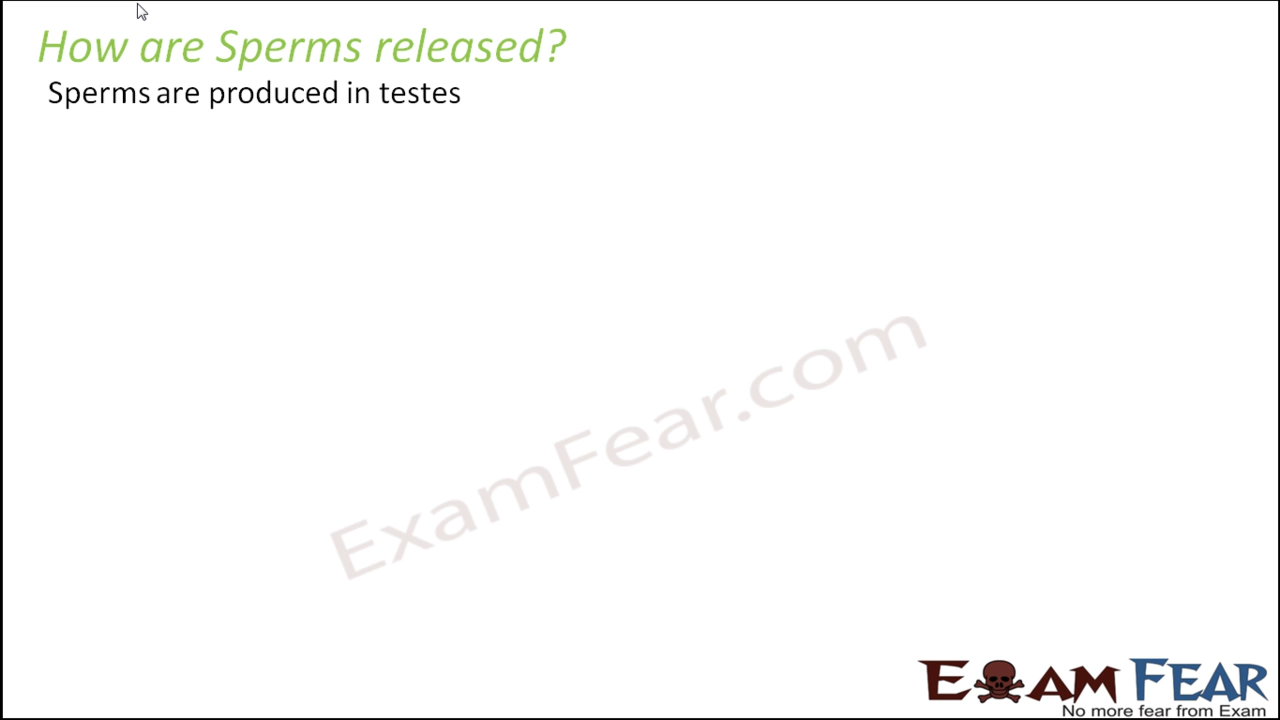 How are Sperms released?
Sperms are produced in testes
ExamFear.com
EXAM FEAR
No more fear from Exam